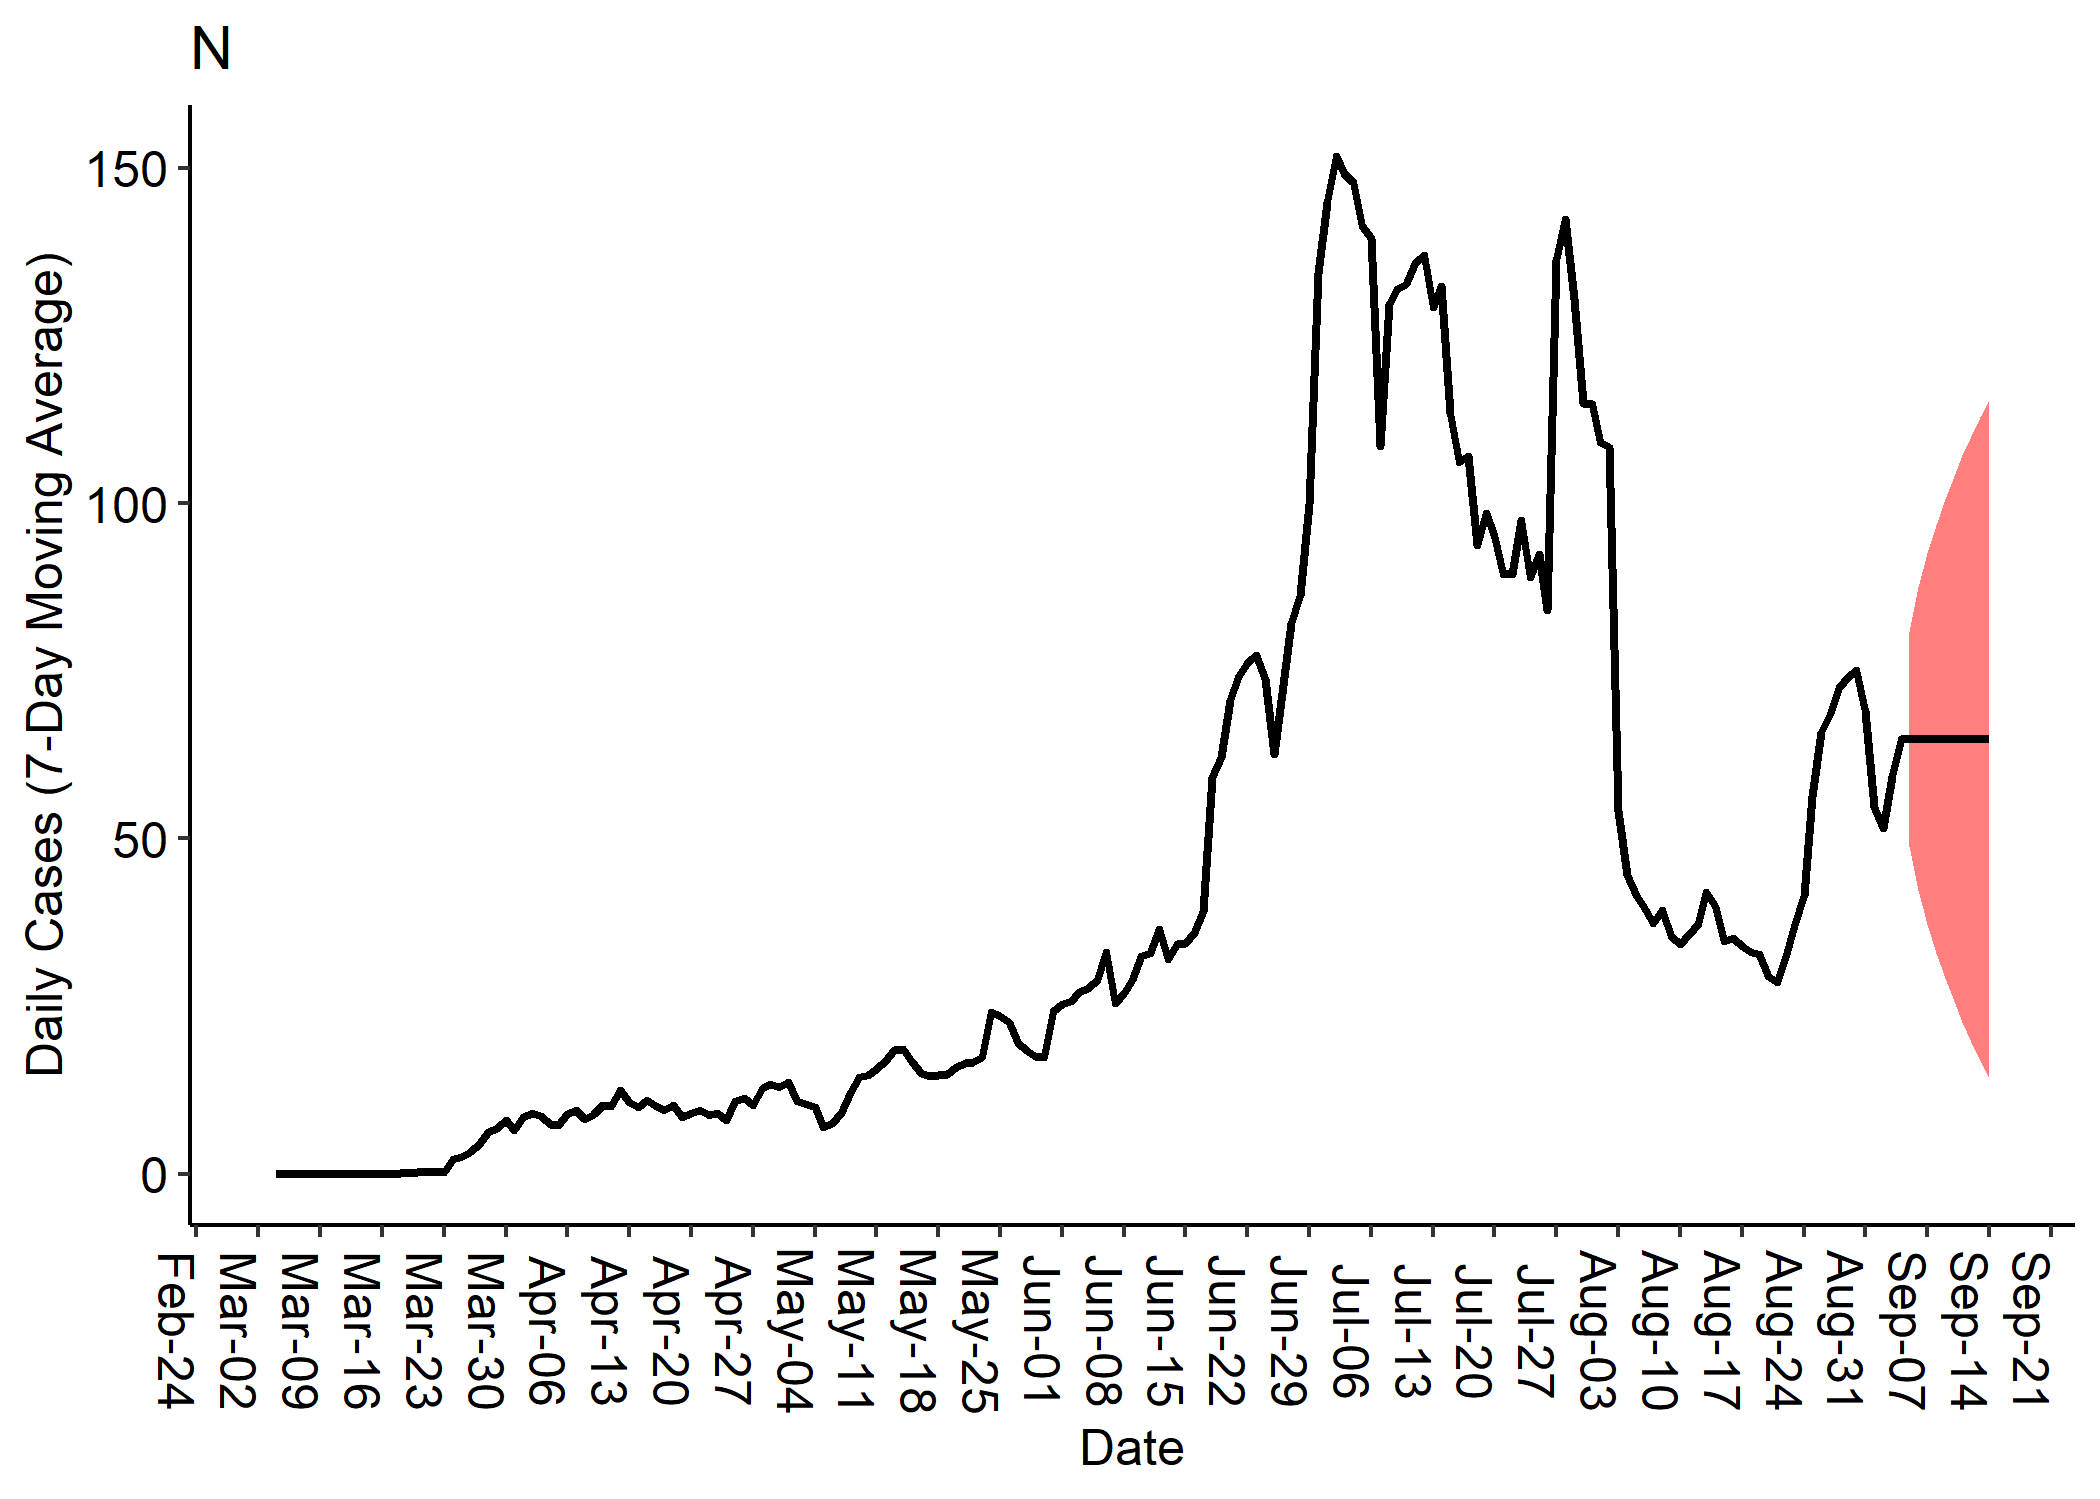 N
Daily Cases (7-Day Moving Average)
150
100
50
0
Feb-24
Mar-02
Mar-09
Mar-16
Mar-23
Mar-30
Apr-06
Apr-13
Apr-20
Apr-27
May-04
May-11
May-18
May-25
Jun-01
Jun-08
Jun-15
Jun-22
Jun-29
Jul-06
Jul-13
Jul-20
Jul-27
Aug-03
Aug-10
Aug-17
Aug-24
Aug-31
Sep-07
Sep-14
Sep-21
Date